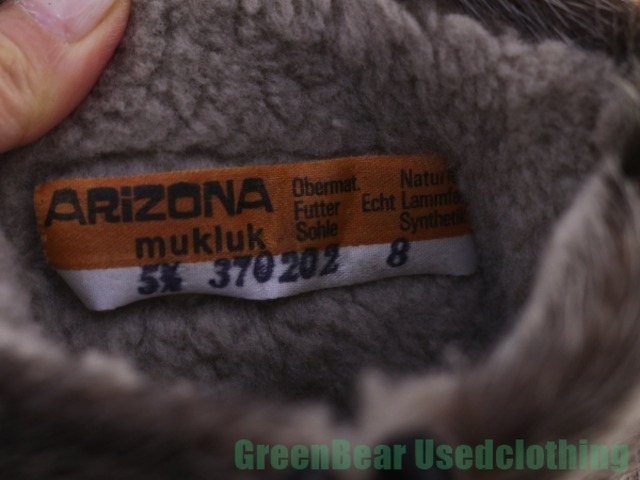 ARiZONA
mukluk
Obermat.
Futter Echt
Sohle
5½ 370202 8
GreenBear Usedclothing